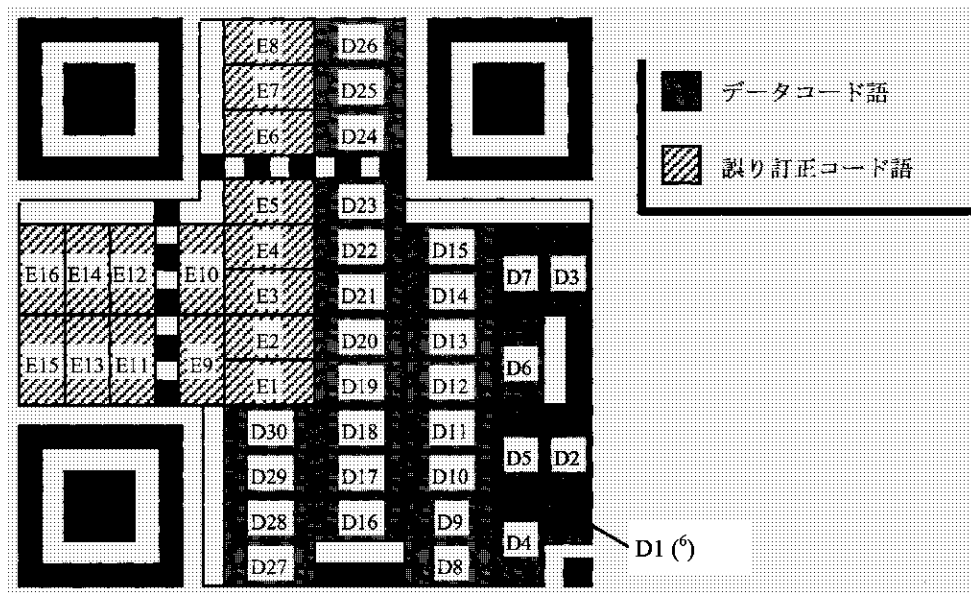 E8 D26
E7 D25 データコード語
E6 D24
誤り訂正コード語
E5 D23
E4 D22 D15
E16 E14 E12 E10 D7 D3
E3 D21 D14
E2 D20 D13
E15 E13 E11 E9 D6
E1 D19 D12
D30 D18 D11
D5 D2
D29 D17 D10
D28 D16 D9
D4 D1 (6)
D27 D8